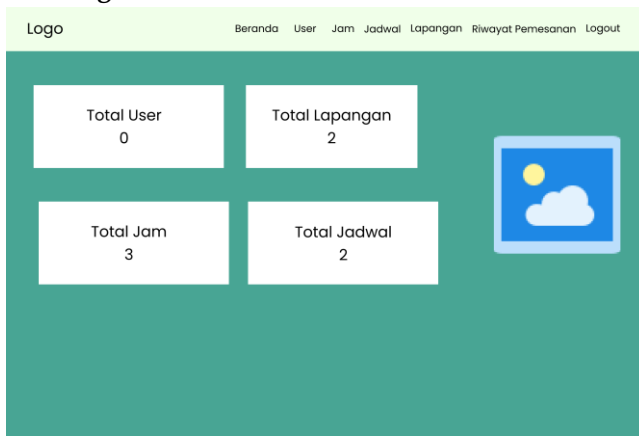 Logo
Beranda User Jam Jadwal Lapangan Riwayat Pemesanan Logout
Total User
0
Total Lapangan
2
Total Jam
3
Total Jadwal
2